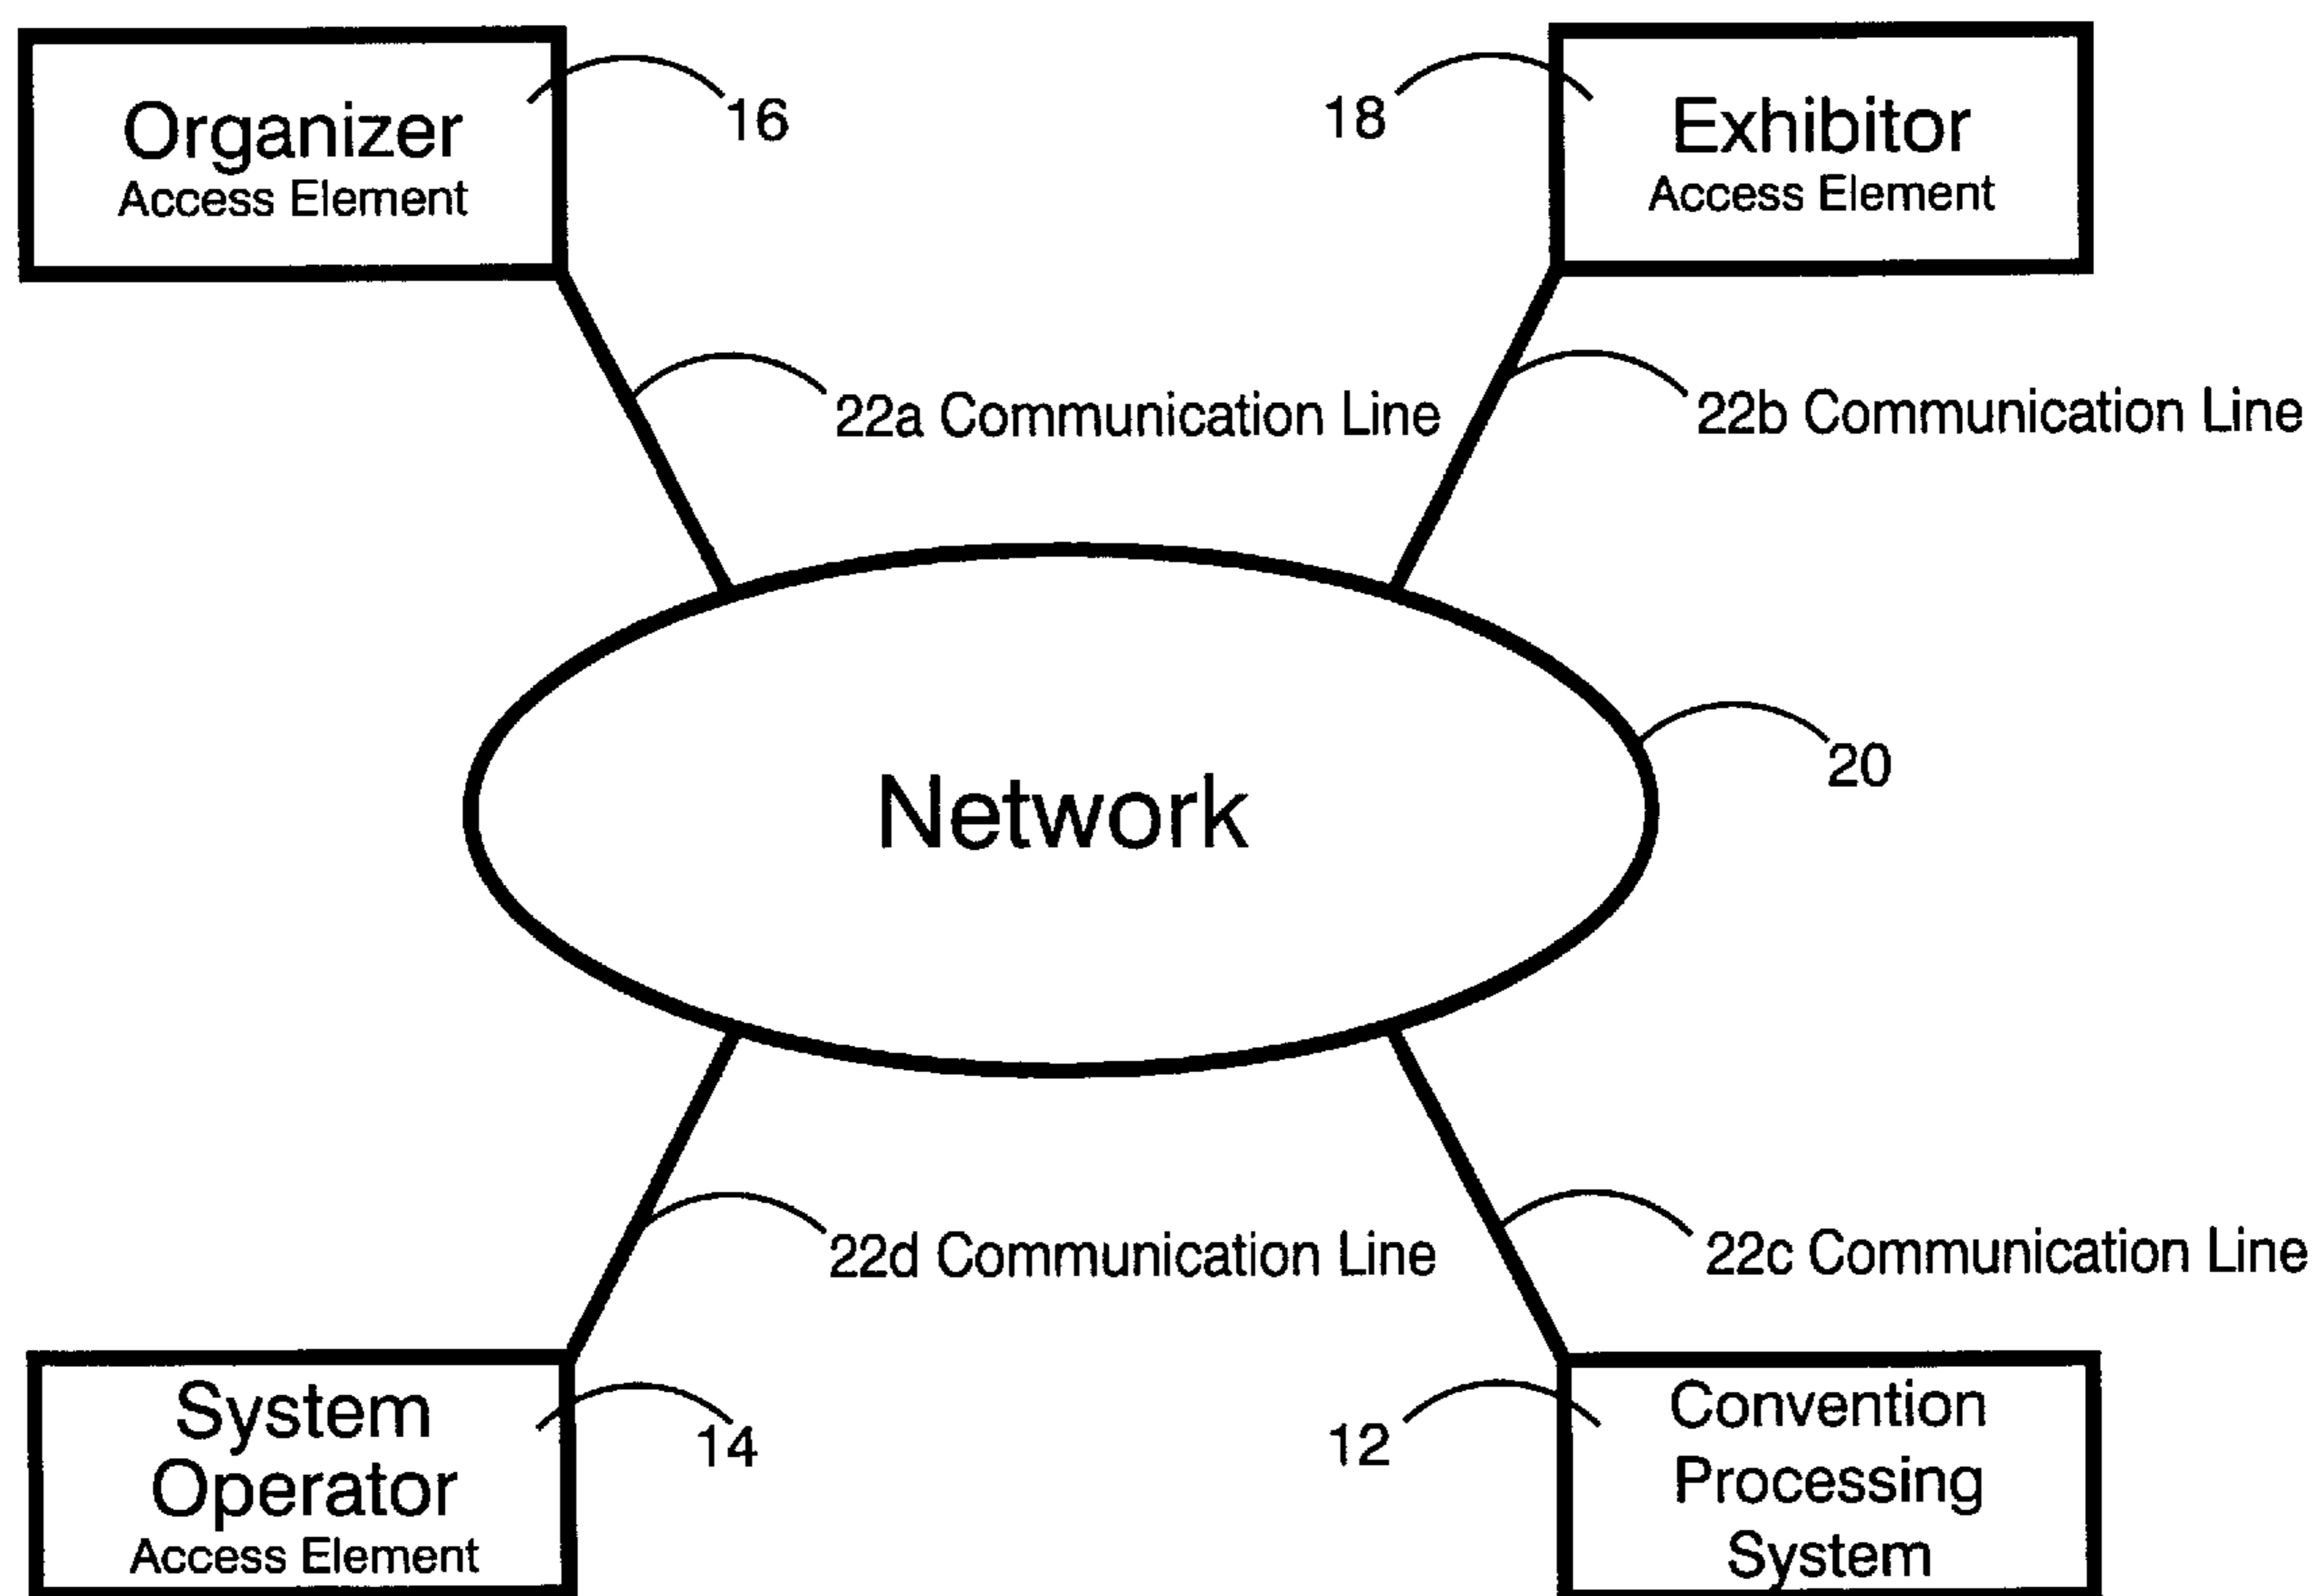 Organizer
Access Element
16
18
Exhibitor
Access Element
22a Communication Line
22b Communication Line
Network
20
22d Communication Line
22c Communication Line
System
Operator
Access Element
14
12
Convention
Processing
System